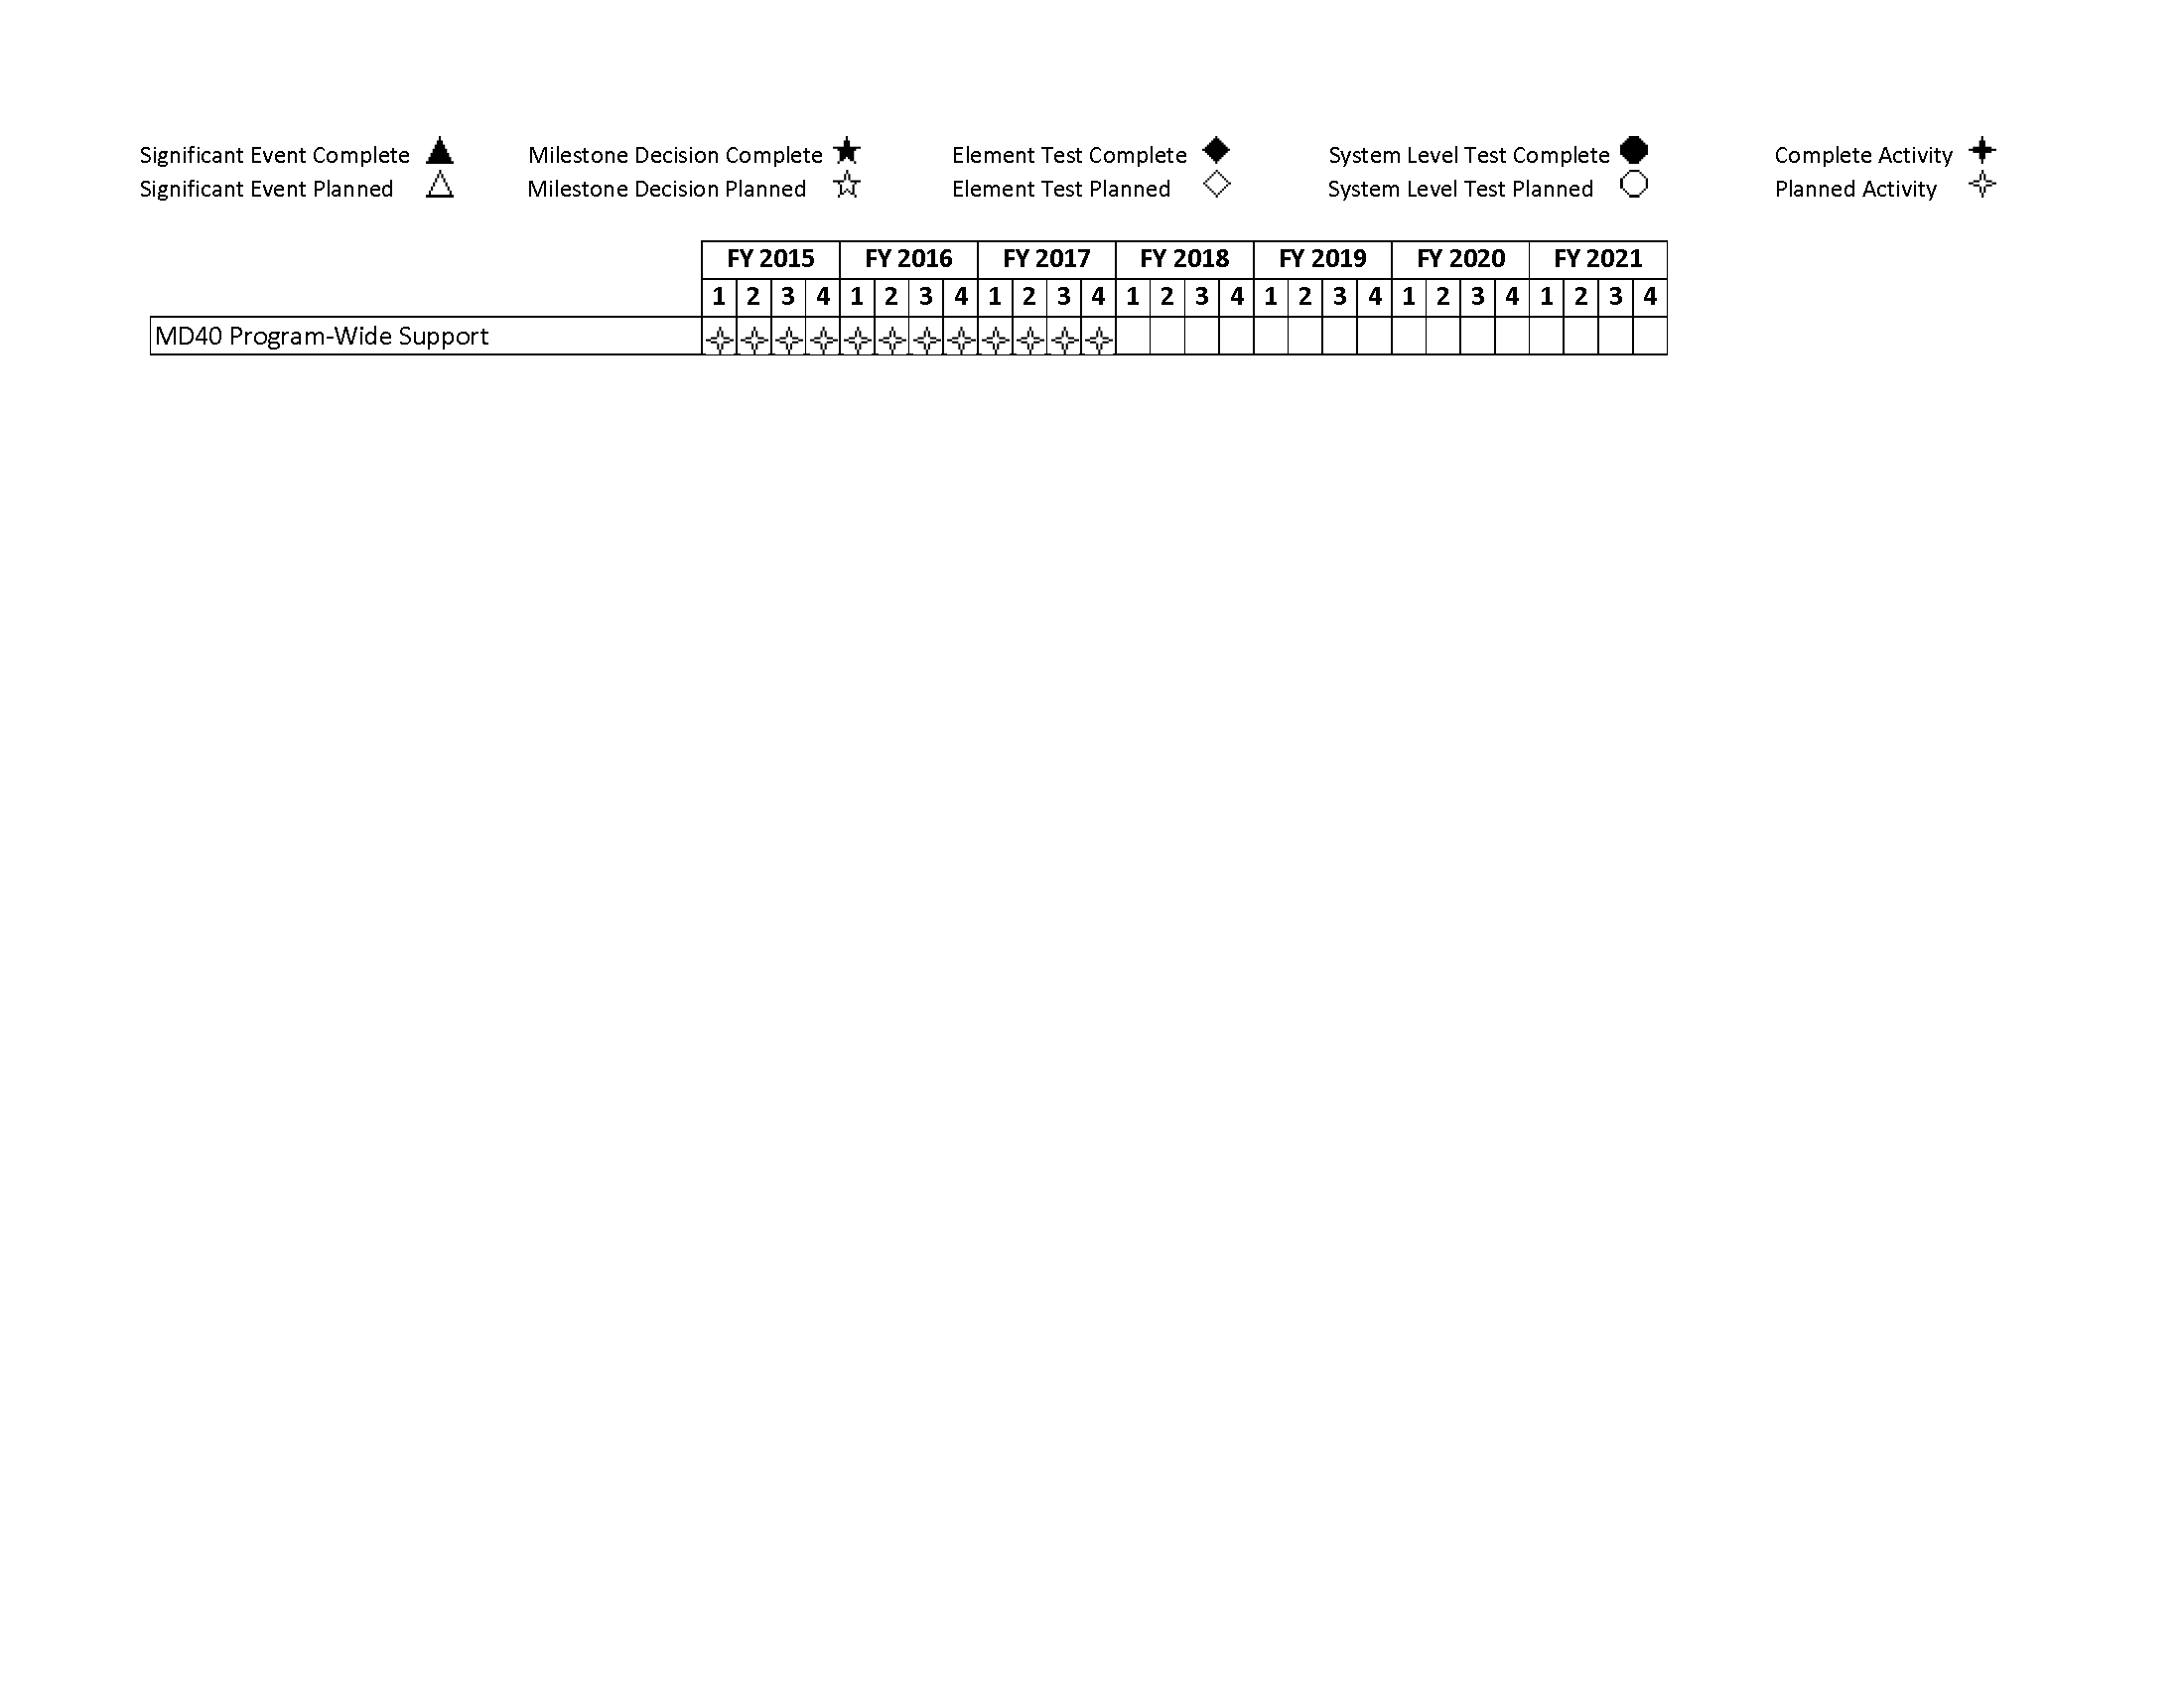 Significant Event Complete Milestone Decision Complete Element Test Complete System Level Test Complete Complete Activity
Significant Event Planned Milestone Decision Planned Element Test Planned System Level Test Planned Planned Activity
FY 2015 FY 2016 FY 2017 FY 2018 FY 2019 FY 2020 FY 2021
1 2 3 4 1 2 3 4 1 2 3 4 1 2 3 4 1 2 3 4 1 2 3 4 1 2 3 4
MD40 Program-Wide Support